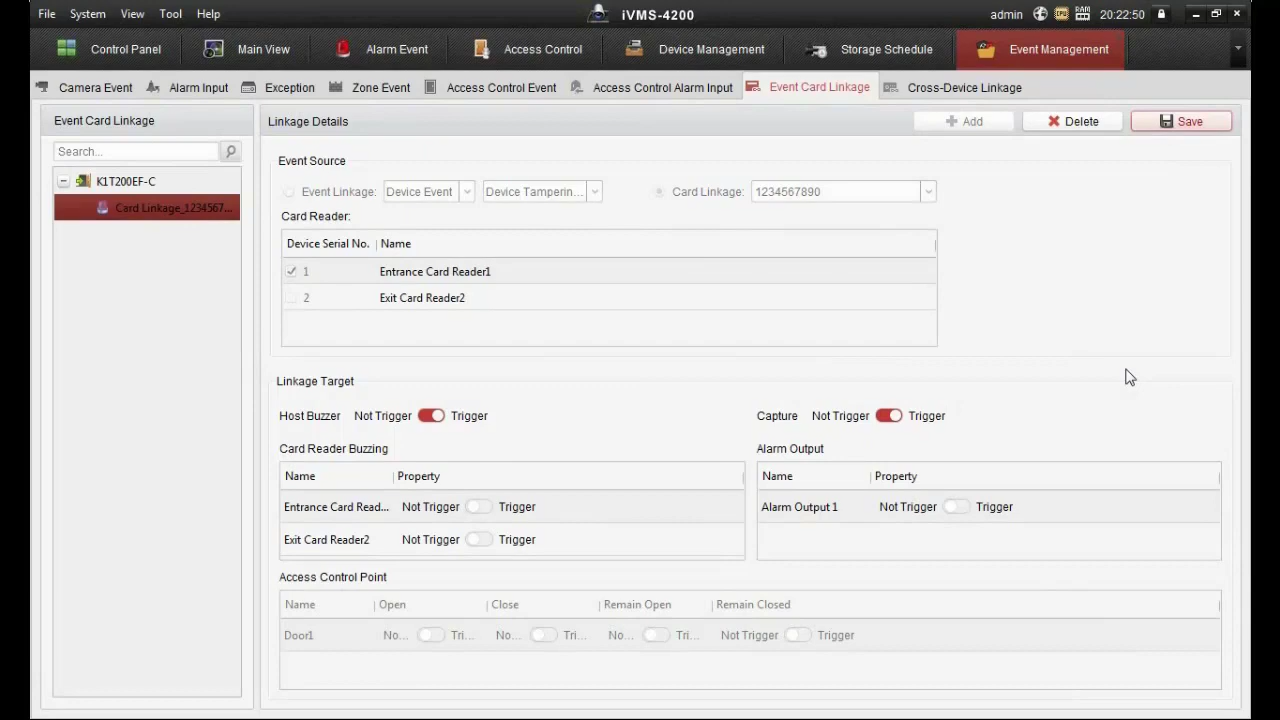 File System View Tool Help iVMS-4200 admin CPU RAM 20:22:50
Control Panel Main View Alarm Event Access Control Device Management Storage Schedule Event Management
Camera Event Alarm Input Exception Zone Event Access Control Event Access Control Alarm Input Event Card Linkage Cross-Device Linkage
Event Card Linkage Linkage Details Add Delete Save
Search...
K1T200EF-C
Card Linkage_1234567...
Event Source
Event Linkage: Device Event Device Tamperin... Card Linkage: 1234567890
Card Reader:
Device Serial No. Name
1 Entrance Card Reader1
2 Exit Card Reader2
Linkage Target
Host Buzzer Not Trigger Trigger Capture Not Trigger Trigger
Card Reader Buzzing Alarm Output
Name Property Name Property
Entrance Card Read... Not Trigger Trigger Alarm Output 1 Not Trigger Trigger
Exit Card Reader2 Not Trigger Trigger
Access Control Point
Name Open Close Remain Open Remain Closed
Door1 No... Tri... No... Tri... No... Tri... Not Trigger Trigger